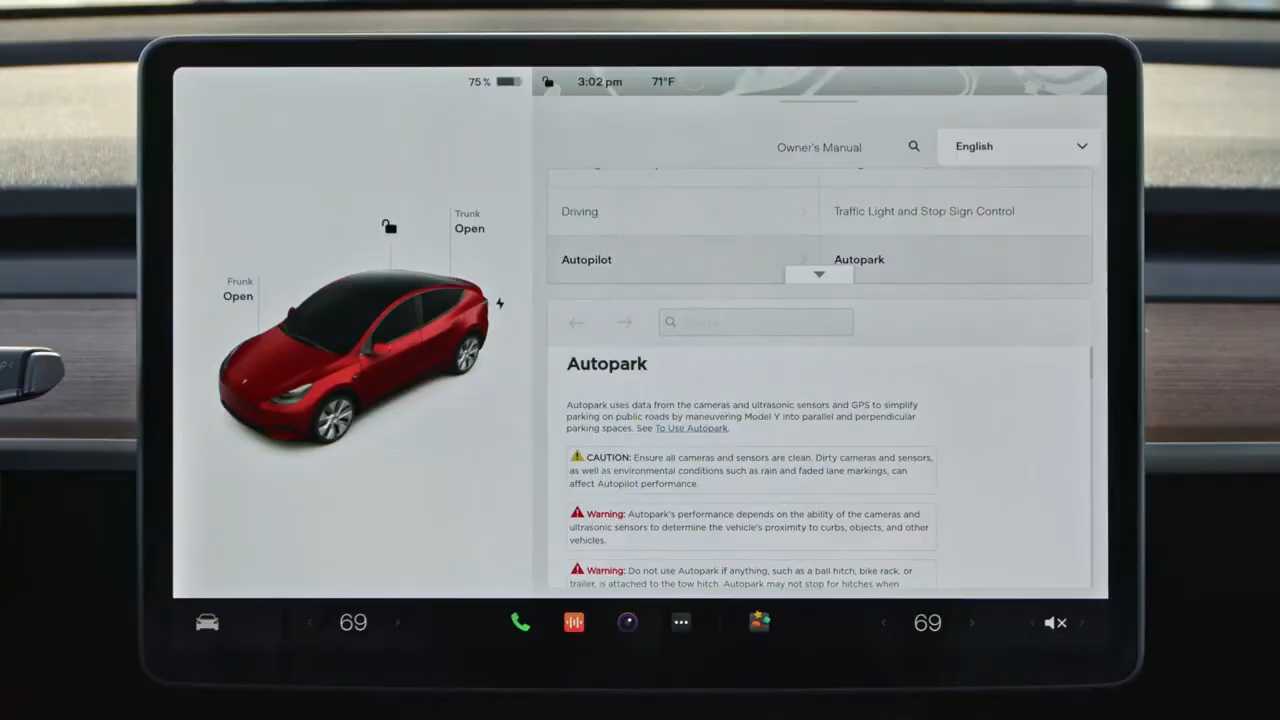 75 %
3:02 pm
71°F
Owner's Manual
English
Driving
Traffic Light and Stop Sign Control
Autopilot
Autopark
Trunk
Open
Frunk
Open
Autopark
Autopark uses data from the cameras and ultrasonic sensors and GPS to simplify
parking on public roads by maneuvering Model Y into parallel and perpendicular
parking spaces. See To Use Autopark.
CAUTION: Ensure all cameras and sensors are clean. Dirty cameras and sensors,
as well as environmental conditions such as rain and faded lane markings, can
affect Autopilot performance.
Warning: Autopark's performance depends on the ability of the cameras and
ultrasonic sensors to determine the vehicle's proximity to curbs, objects, and other
vehicles.
Warning: Do not use Autopark if anything, such as a ball hitch, bike rack, or
trailer, is attached to the tow hitch. Autopark may not stop for hitches when
69
69